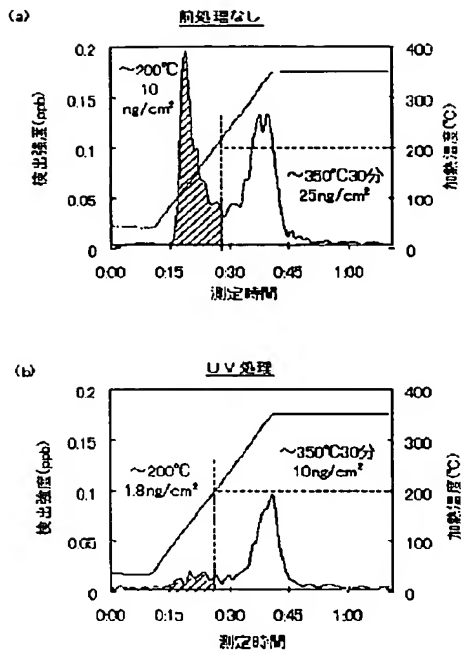 (a)
前処理なし
検出強度(ppb)
0.2
0.15
0.1
0.05
0
～200℃
10
ng/cm²
～350℃30分
25ng/cm²
400
300
200
100
0
加熱温度(℃)
0:00 0:15 0:30 0:45 1:00
測定時間
(b)
UV処理
検出強度(ppb)
0.2
0.15
0.1
0.05
0
～200℃
1.8ng/cm²
～350℃30分
10ng/cm²
400
300
200
100
0
加熱温度(℃)
0:00 0:15 0:30 0:45 1:00
測定時間